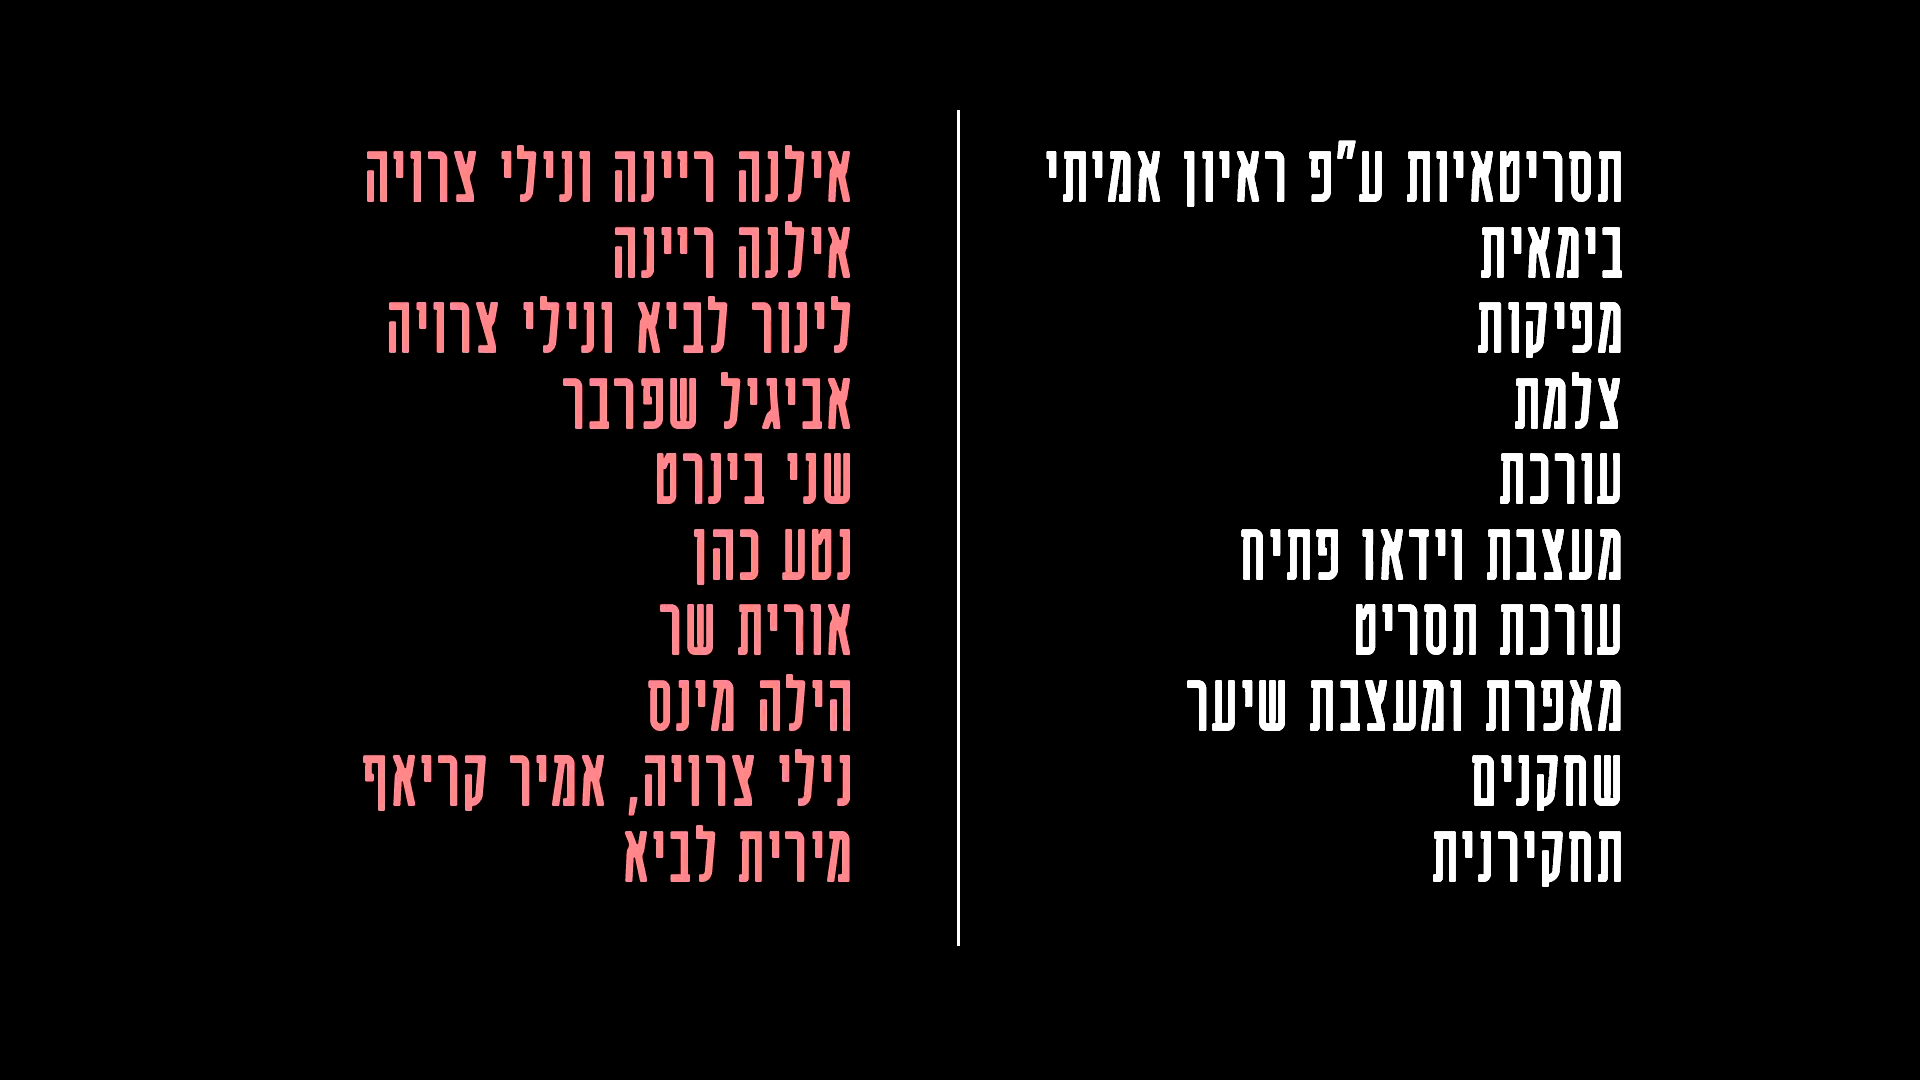 תסריטאיות ע"פ ראיון אמיתי אילנה ריינה ונילי צרויה
בימאית אילנה ריינה
מפיקות לינור לביא ונילי צרויה
צלמת אביגיל שפרבר
עורכת שני בינרט
מעצבת וידאו פתיח נטע כהן
עורכת תסריט אורית שר
מאפרת ומעצבת שיער הילה מינס
שחקנים נילי צרויה, אמיר קריאף
תחקירנית מירית לביא